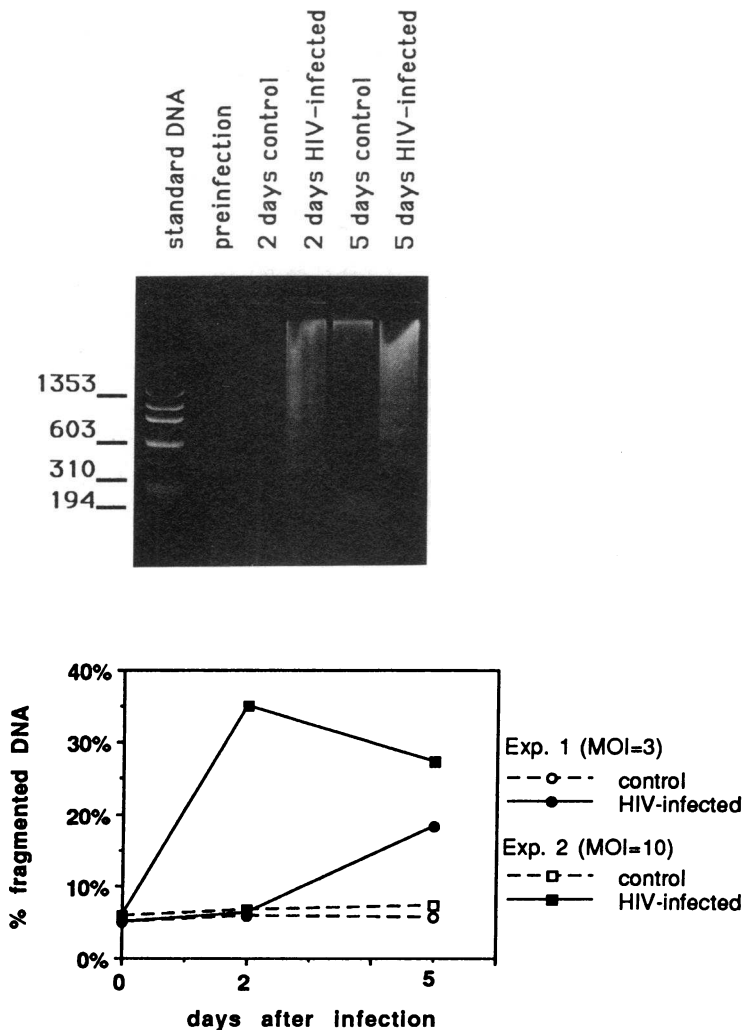 standard DNA
preinfection
2 days control
2 days HIV-infected
5 days control
5 days HIV-infected
1353
603
310
194
40%
30%
20%
10%
0%
% fragmented DNA
0
2
5
days after infection
Exp. 1 (MOI=3)
control
HIV-infected
Exp. 2 (MOI=10)
control
HIV-infected